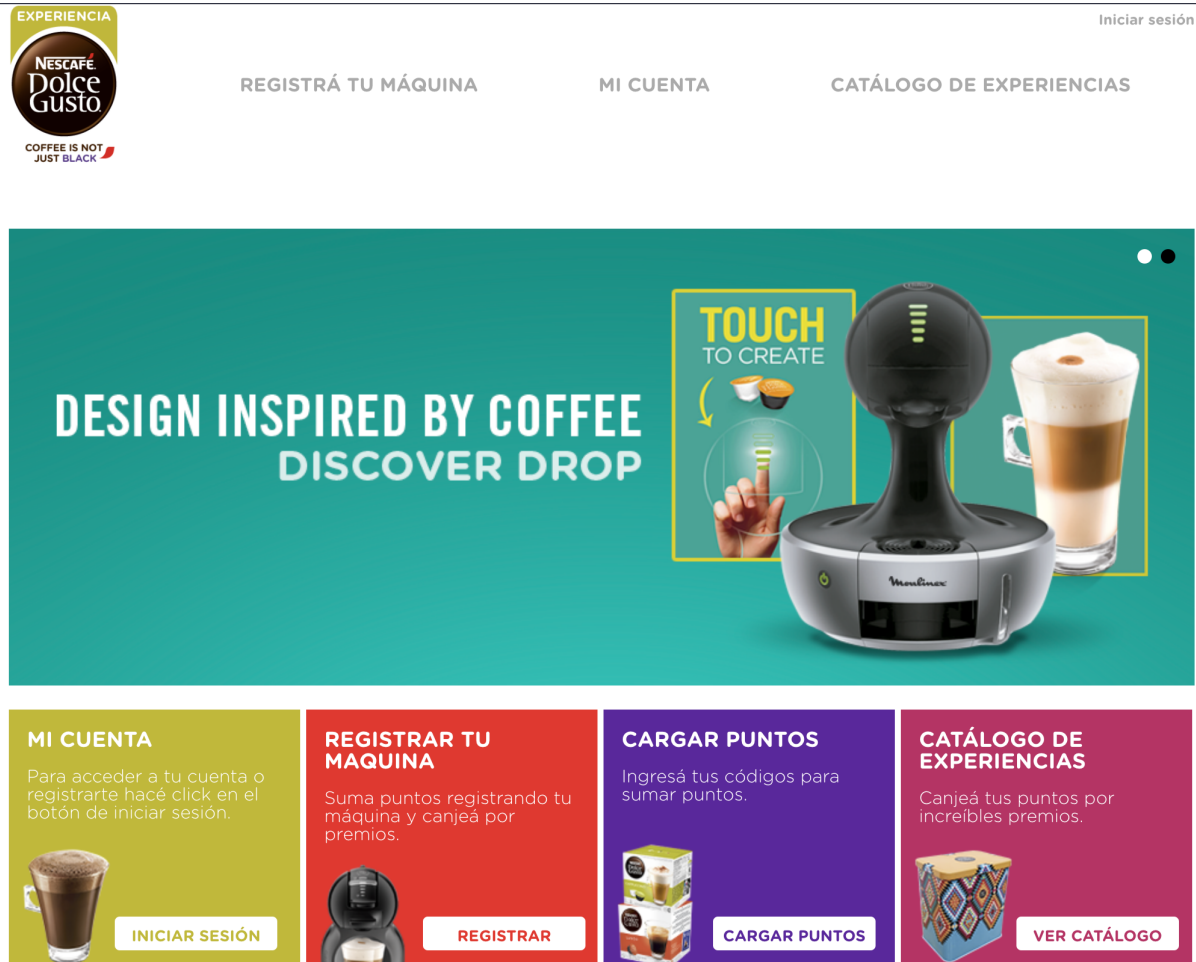 EXPERIENCIA
Iniciar sesión
NESCAFÉ
Dolce
Gusto
COFFEE IS NOT
JUST BLACK
REGISTRÁ TU MÁQUINA
MI CUENTA
CATÁLOGO DE EXPERIENCIAS
TOUCH
TO CREATE
DESIGN INSPIRED BY COFFEE
DISCOVER DROP
Moulinex
MI CUENTA
Para acceder a tu cuenta o
registrarte hacé click en el
botón de iniciar sesión.
INICIAR SESIÓN
REGISTRAR TU
MAQUINA
Suma puntos registrando tu
máquina y canjeá por
premios.
REGISTRAR
CARGAR PUNTOS
Ingresá tus códigos para
sumar puntos.
CARGAR PUNTOS
CATÁLOGO DE
EXPERIENCIAS
Canjeá tus puntos por
increíbles premios.
VER CATÁLOGO